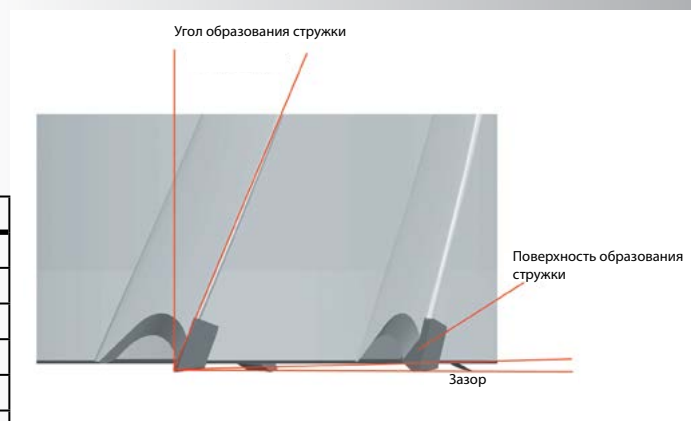 Угол образования стружки
Поверхность образования
стружки
Зазор